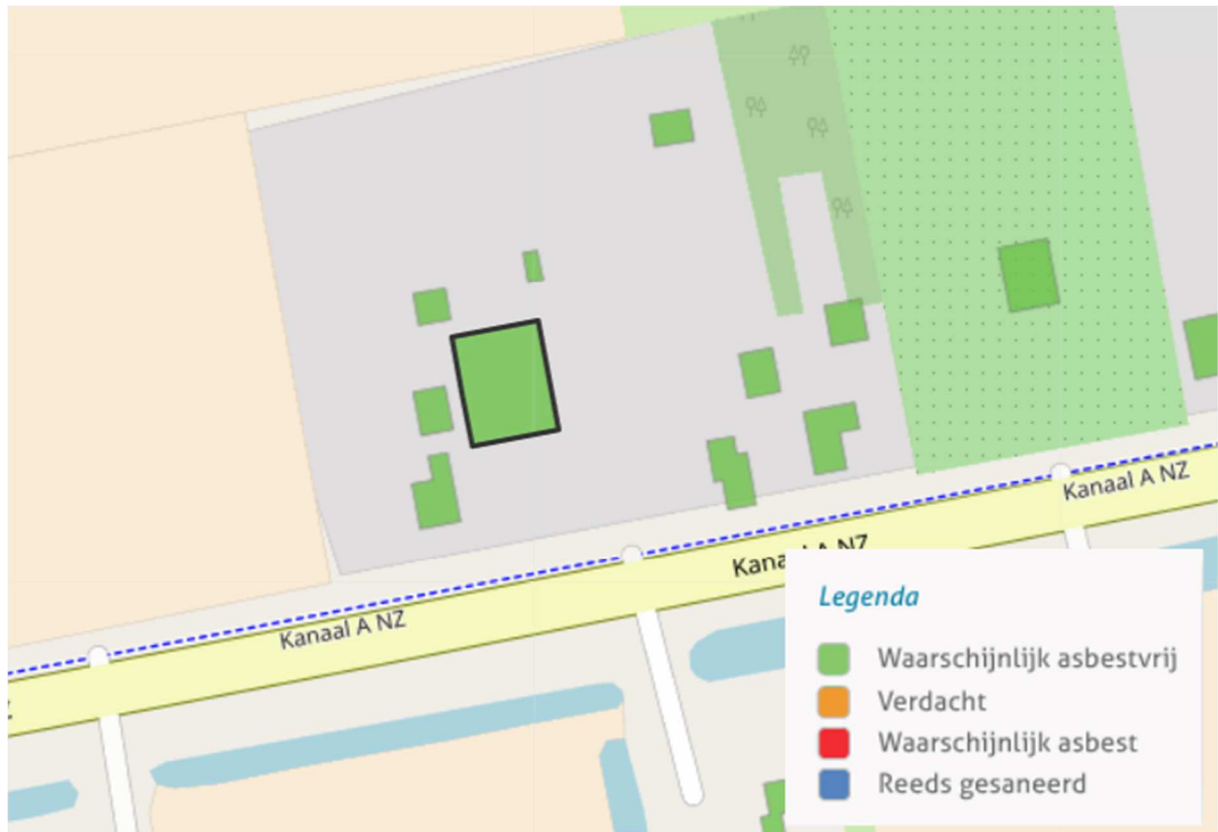 Kanaal A NZ
Kanaal A NZ
Kanaal A NZ
Legenda
Waarschijnlijk asbestvrij
Verdacht
Waarschijnlijk asbest
Reeds gesaneerd